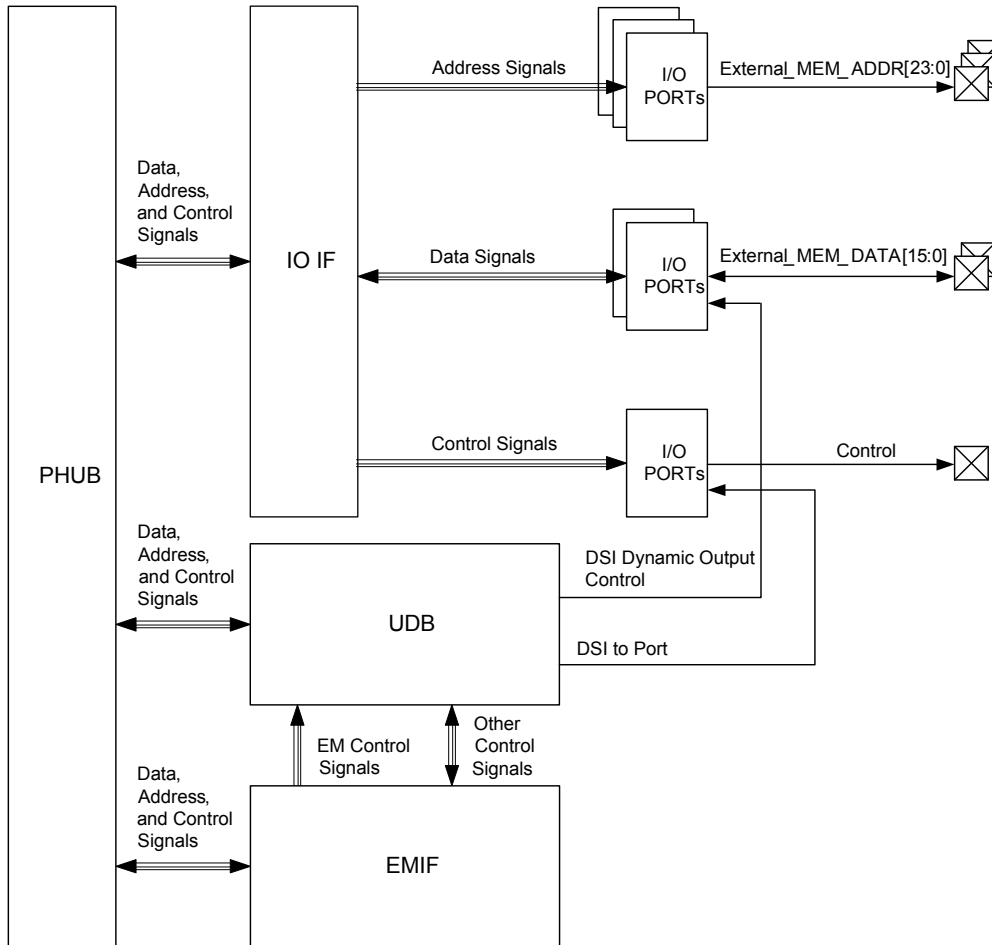 Address Signals
I/O
PORTs
External_MEM_ADDR[23:0]
Data,
Address,
and Control
Signals
IO IF
Data Signals
I/O
PORTs
External_MEM_DATA[15:0]
Control Signals
I/O
PORTs
Control
PHUB
Data,
Address,
and Control
Signals
UDB
DSI Dynamic Output
Control
DSI to Port
EM Control
Signals
Other
Control
Signals
Data,
Address,
and Control
Signals
EMIF